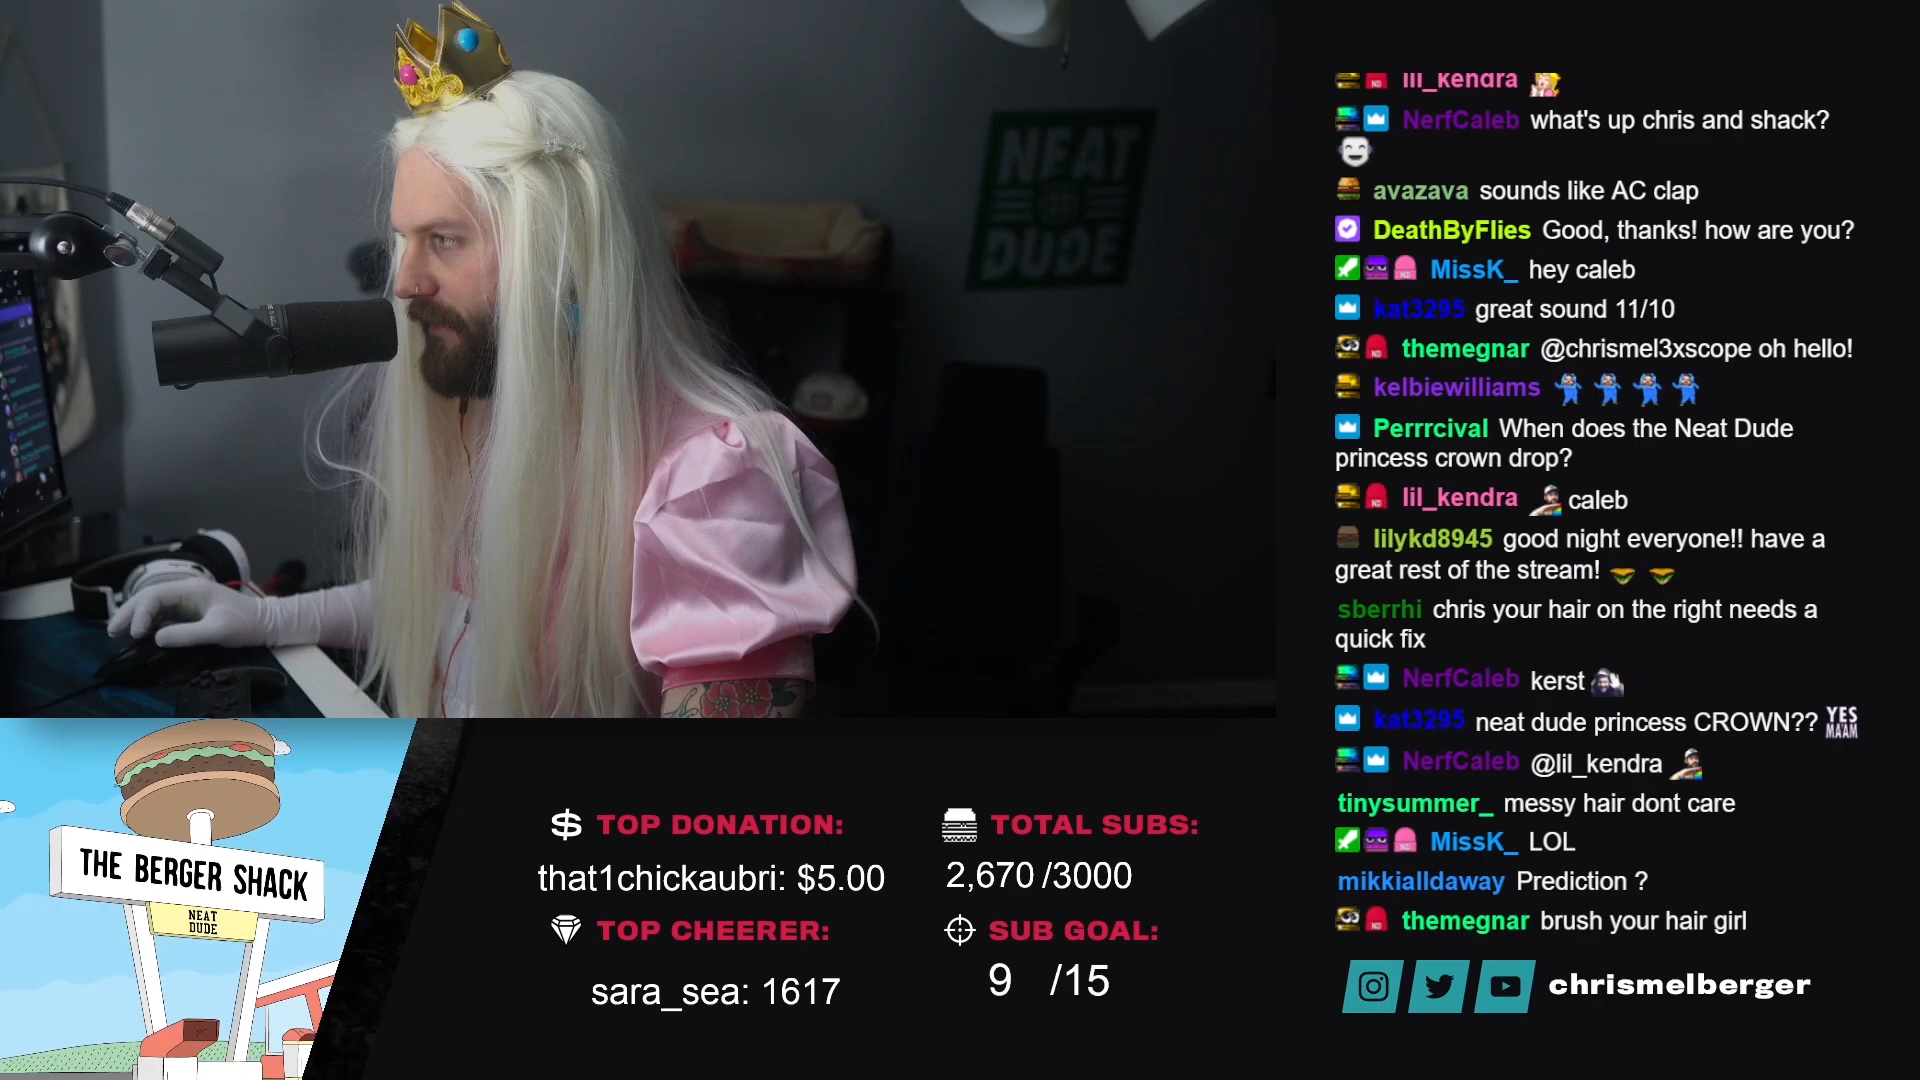 NEAT
DUDE
lil_kendra
NerfCaleb what's up chris and shack?
avazava sounds like AC clap
DeathByFlies Good, thanks! how are you?
MissK_ hey caleb
kat3295 great sound 11/10
themegnar @chrismel3xscope oh hello!
kelbiewilliams
Perrrcival When does the Neat Dude
princess crown drop?
lil_kendra caleb
lilykd8945 good night everyone!! have a
great rest of the stream!
sberrhi chris your hair on the right needs a
quick fix
NerfCaleb kerst
kat3295 neat dude princess CROWN?? YES MA'AM
NerfCaleb @lil_kendra
tinysummer_ messy hair dont care
MissK_ LOL
mikkialldaway Prediction ?
themegnar brush your hair girl
chrismelberger
THE BERGER SHACK
NEAT
DUDE
TOP DONATION:
that1chickaubri: $5.00
TOP CHEERER:
sara_sea: 1617
TOTAL SUBS:
2,670 /3000
SUB GOAL:
9 /15